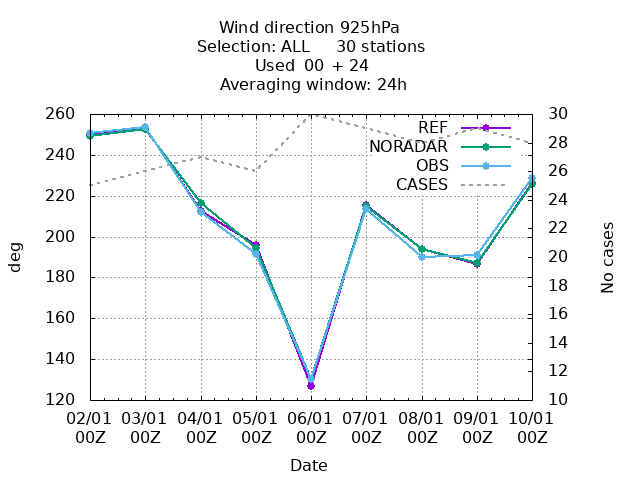 Wind direction 925hPa
Selection: ALL 30 stations
Used 00 + 24
Averaging window: 24h
260 30
REF
240 28
NORADAR
OBS
26
CASES
220 24
22
200 20
180 18
160 16
14
140 12
120 10
deg
No cases
02/01 03/01 04/01 05/01 06/01 07/01 08/01 09/01 10/01
00Z 00Z 00Z 00Z 00Z 00Z 00Z 00Z 00Z
Date